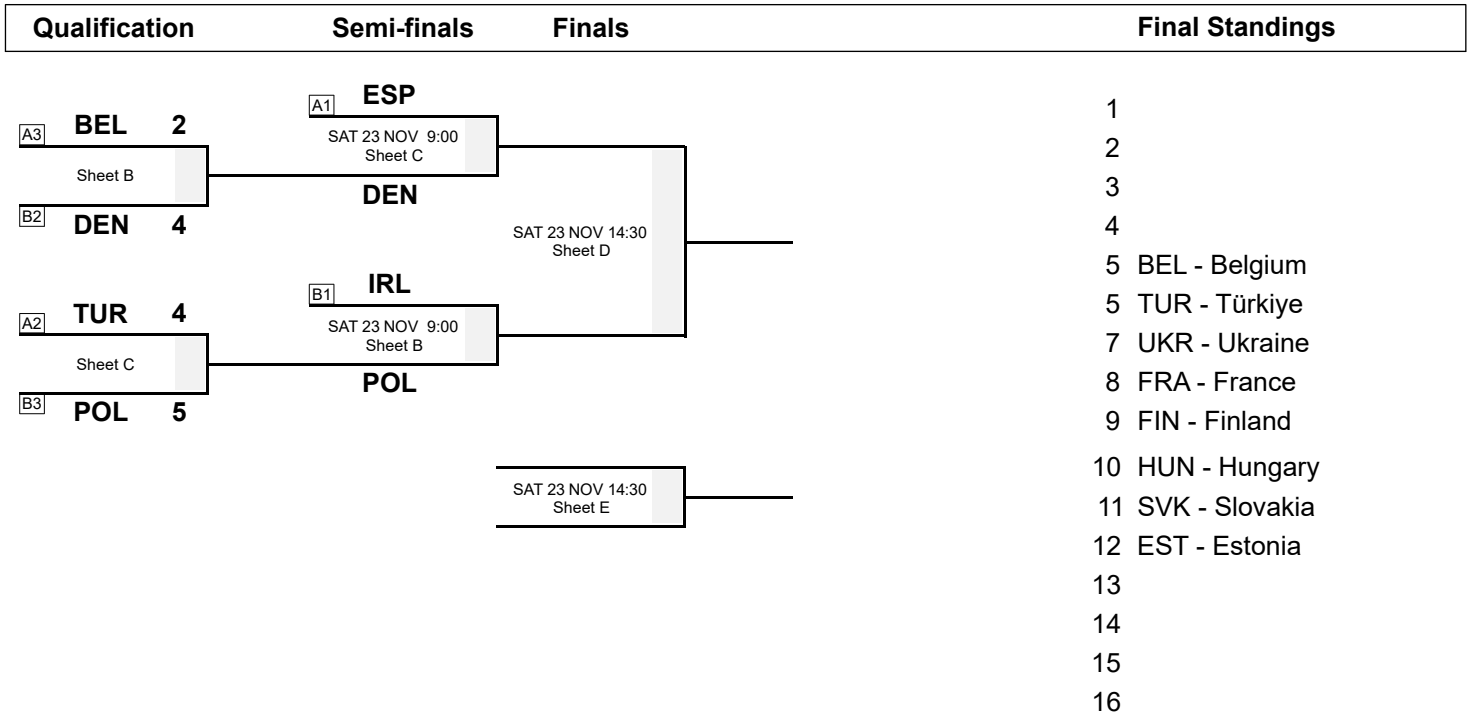 Qualification Semi-finals Finals Final Standings
A1 ESP
A3 BEL 2
SAT 23 NOV 9:00
Sheet C
Sheet B
DEN
B2 DEN 4
SAT 23 NOV 14:30
Sheet D
B1 IRL
A2 TUR 4
SAT 23 NOV 9:00
Sheet B
Sheet C
POL
B3 POL 5
SAT 23 NOV 14:30
Sheet E
1
2
3
4
5 BEL - Belgium
5 TUR - Türkiye
7 UKR - Ukraine
8 FRA - France
9 FIN - Finland
10 HUN - Hungary
11 SVK - Slovakia
12 EST - Estonia
13
14
15
16